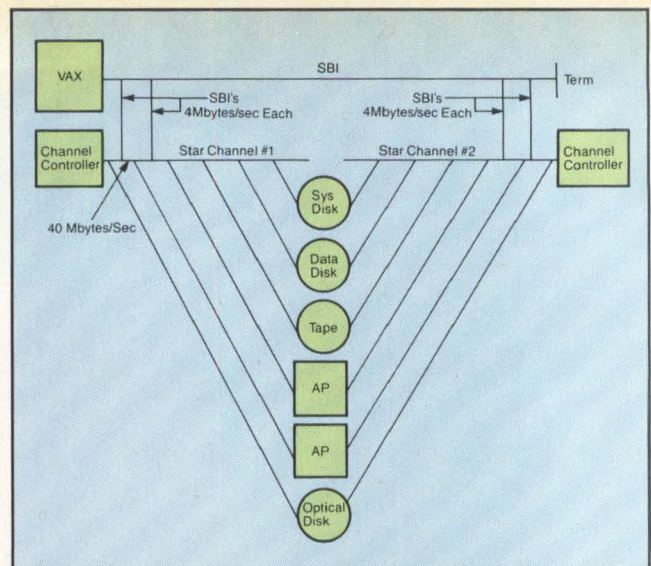 VAX
SBI
Term
SBI's
4Mbytes/sec Each
SBI's
4Mbytes/sec Each
Channel
Controller
Star Channel #1
Star Channel #2
Channel
Controller
40 Mbytes/Sec
Sys
Disk
Data
Disk
Tape
AP
AP
Optical
Disk